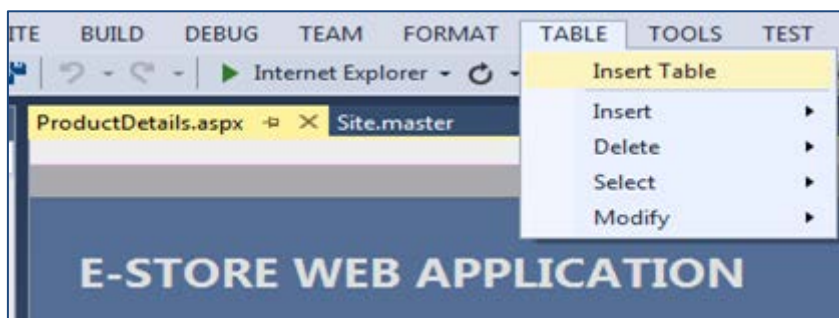 ITE BUILD DEBUG TEAM FORMAT TABLE TOOLS TEST
Internet Explorer
Insert Table
ProductDetails.aspx Site.master
Insert
Delete
Select
Modify
E-STORE WEB APPLICATION